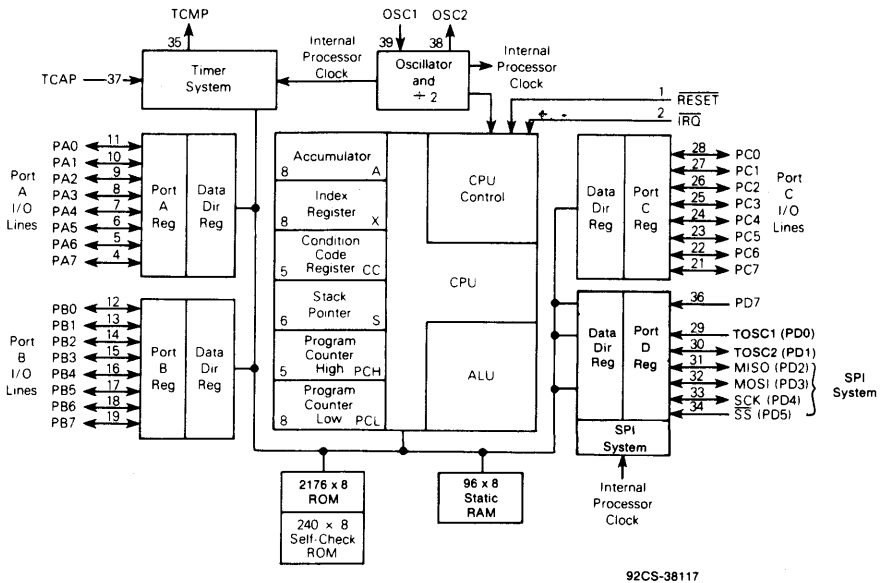 TCMP
35
OSC1 OSC2
39 38
Internal
Processor
Clock
Oscillator
and
÷ 2
Internal
Processor
Clock
TCAP 37
Timer
System
1 RESET
2 IRQ
Port
A
I/O
Lines
PA0 11
PA1 10
PA2 9
PA3 8
PA4 7
PA5 6
PA6 5
PA7 4
Port
A
Reg
Data
Dir
Reg
Port
B
I/O
Lines
PB0 12
PB1 13
PB2 14
PB3 15
PB4 16
PB5 17
PB6 18
PB7 19
Port
B
Reg
Data
Dir
Reg
Accumulator
8 A
Index
Register
8 X
Condition
Code
Register
5 CC
Stack
Pointer
6 S
Program
Counter
High
5 PCH
Program
Counter
Low
8 PCL
CPU
Control
CPU
ALU
Data
Dir
Reg
Port
C
Reg
28 PC0
27 PC1
26 PC2
25 PC3
24 PC4
23 PC5
22 PC6
21 PC7
Port
C
I/O
Lines
Data
Dir
Reg
Port
D
Reg
SPI
System
36 PD7
29 TOSC1 (PD0)
30 TOSC2 (PD1)
31 MISO (PD2)
32 MOSI (PD3)
33 SCK (PD4)
34 SS (PD5)
SPI
System
Internal
Processor
Clock
2176 x 8
ROM
240 × 8
Self-Check
ROM
96 x 8
Static
RAM
92CS-38117